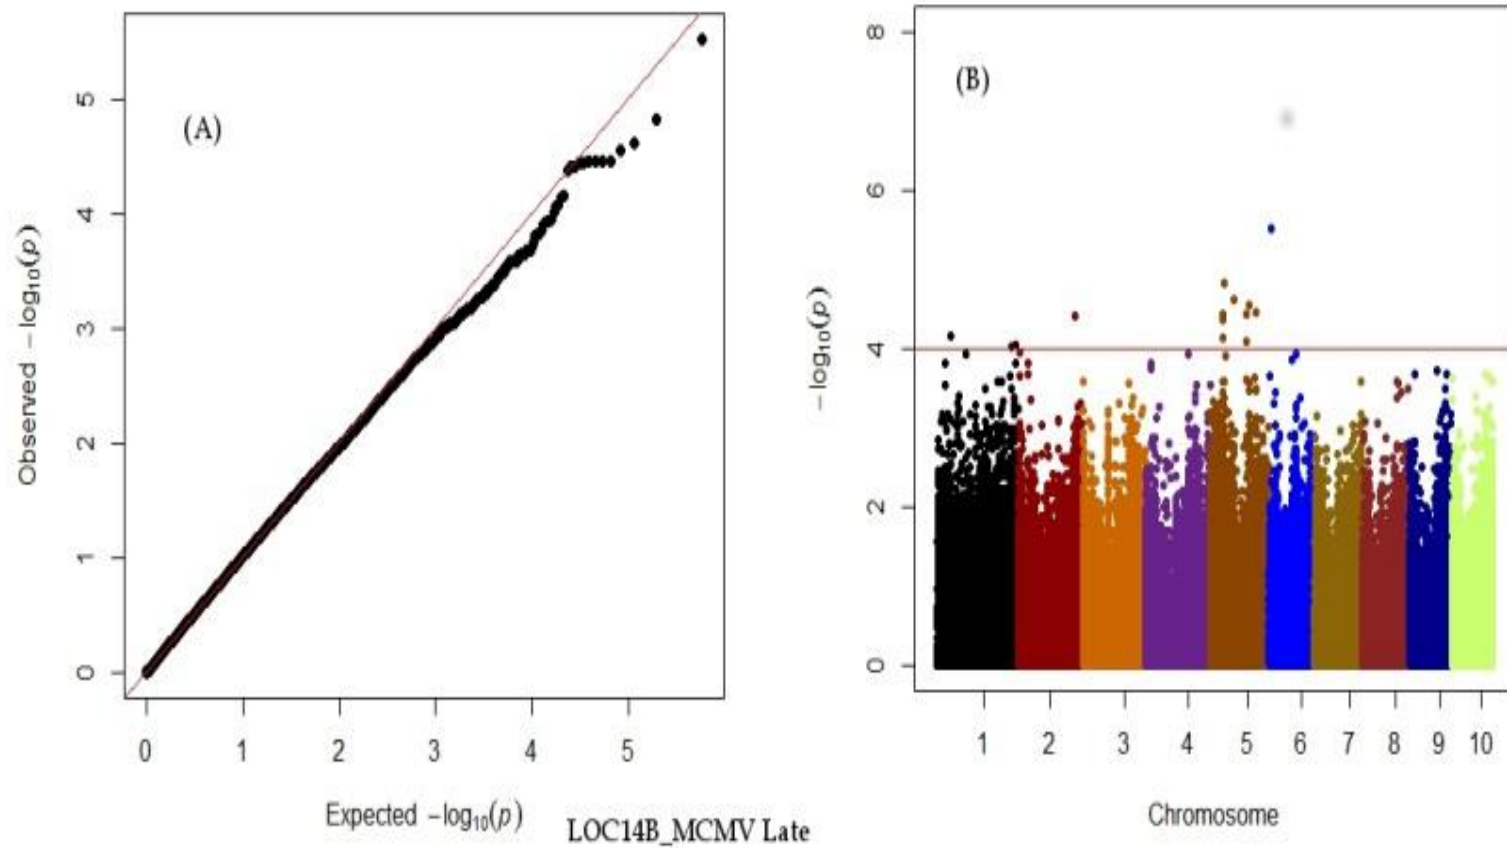 (A)
Observed −log10(p)
5
4
3
2
1
0
0 1 2 3 4 5
Expected −log10(p)
(B)
−log10(p)
8
6
4
2
0
1 2 3 4 5 6 7 8 9 10
Chromosome
LOC14B_MCMV Late